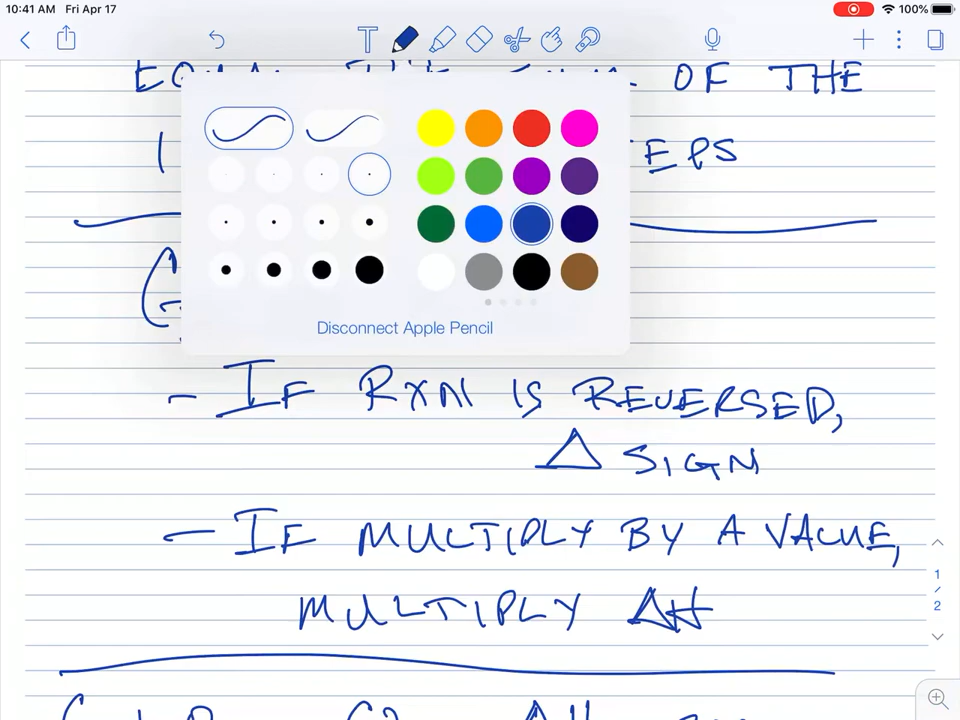 10:41 AM Fri Apr 17 100%
T
OF THE
EPS
Disconnect Apple Pencil
- IF RXN IS REVERSED,
Δ SIGN
- IF MULTIPLY BY A VALUE,
MULTIPLY ΔH
1
/
2